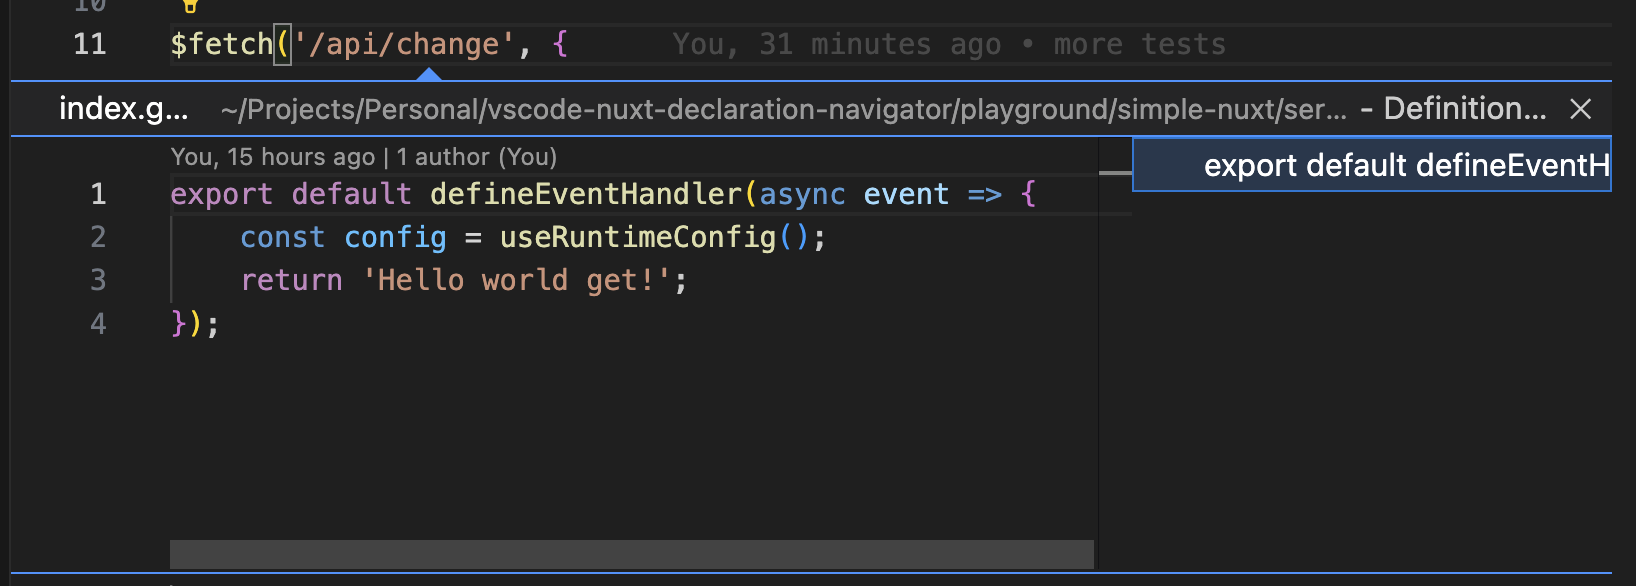 10
11 $fetch('/api/change', { You, 31 minutes ago • more tests
index.g... ~/Projects/Personal/vscode-nuxt-declaration-navigator/playground/simple-nuxt/ser... - Definition... ×
You, 15 hours ago | 1 author (You)
1 export default defineEventHandler(async event => {
2 const config = useRuntimeConfig();
3 return 'Hello world get!';
4 });
export default defineEventH